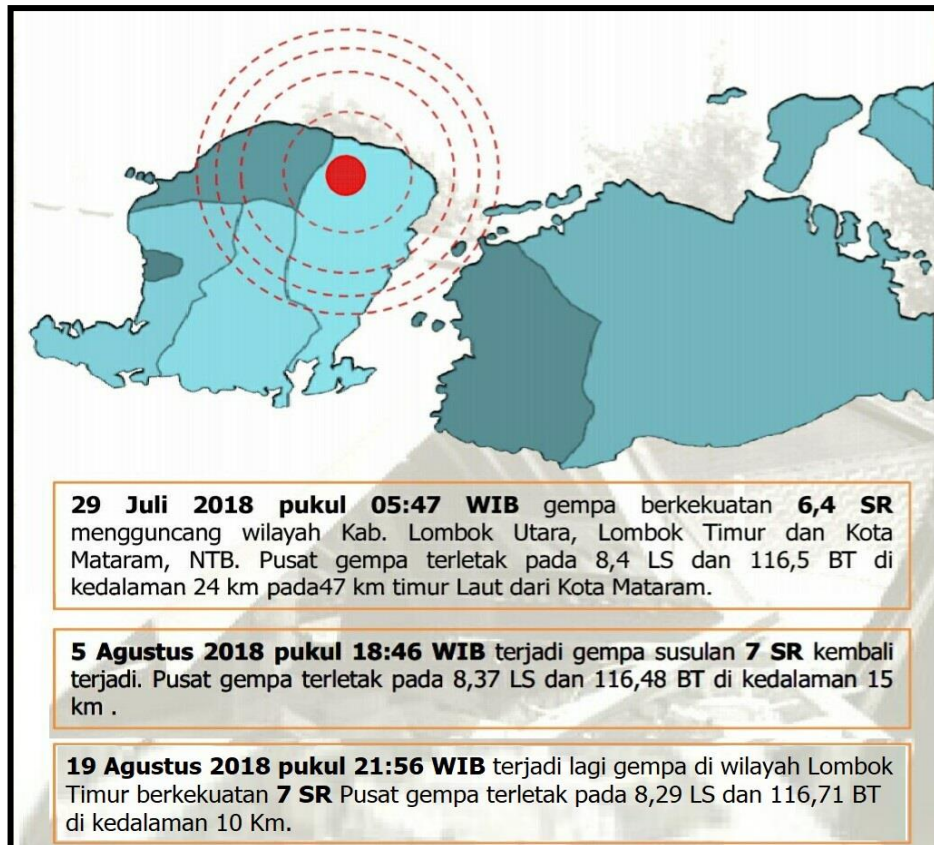 29 Juli 2018 pukul 05:47 WIB gempa berkekuatan 6,4 SR
mengguncang wilayah Kab. Lombok Utara, Lombok Timur dan Kota
Mataram, NTB. Pusat gempa terletak pada 8,4 LS dan 116,5 BT di
kedalaman 24 km pada47 km timur Laut dari Kota Mataram.
5 Agustus 2018 pukul 18:46 WIB terjadi gempa susulan 7 SR kembali
terjadi. Pusat gempa terletak pada 8,37 LS dan 116,48 BT di kedalaman 15
km .
19 Agustus 2018 pukul 21:56 WIB terjadi lagi gempa di wilayah Lombok
Timur berkekuatan 7 SR Pusat gempa terletak pada 8,29 LS dan 116,71 BT
di kedalaman 10 Km.